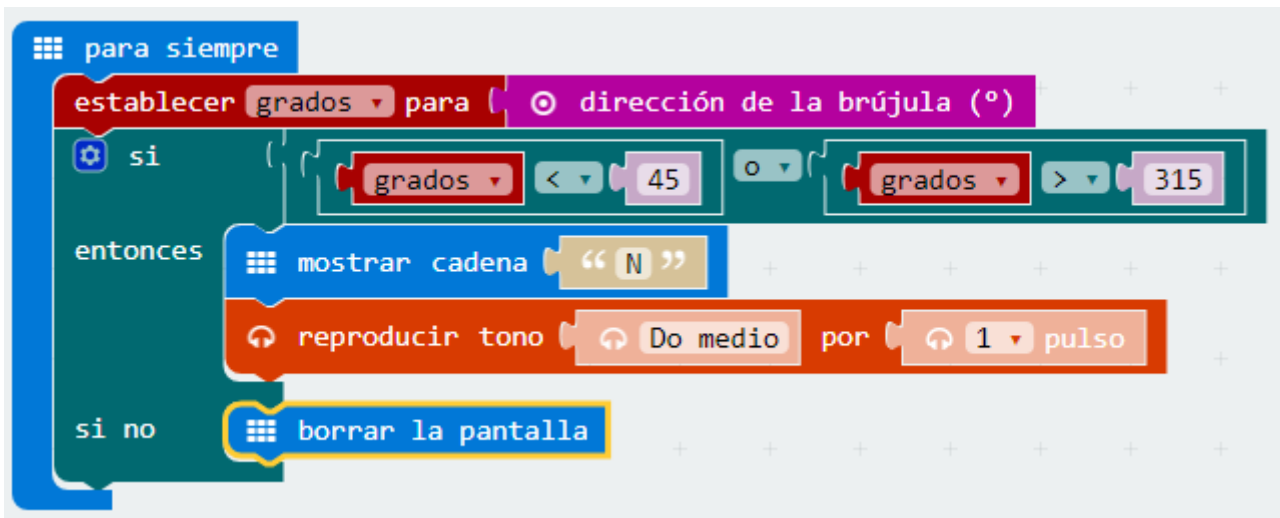 para siempre
establecer grados para dirección de la brújula (º)
si grados < 45 o grados > 315
entonces mostrar cadena “ N ”
reproducir tono Do medio por 1 pulso
si no borrar la pantalla